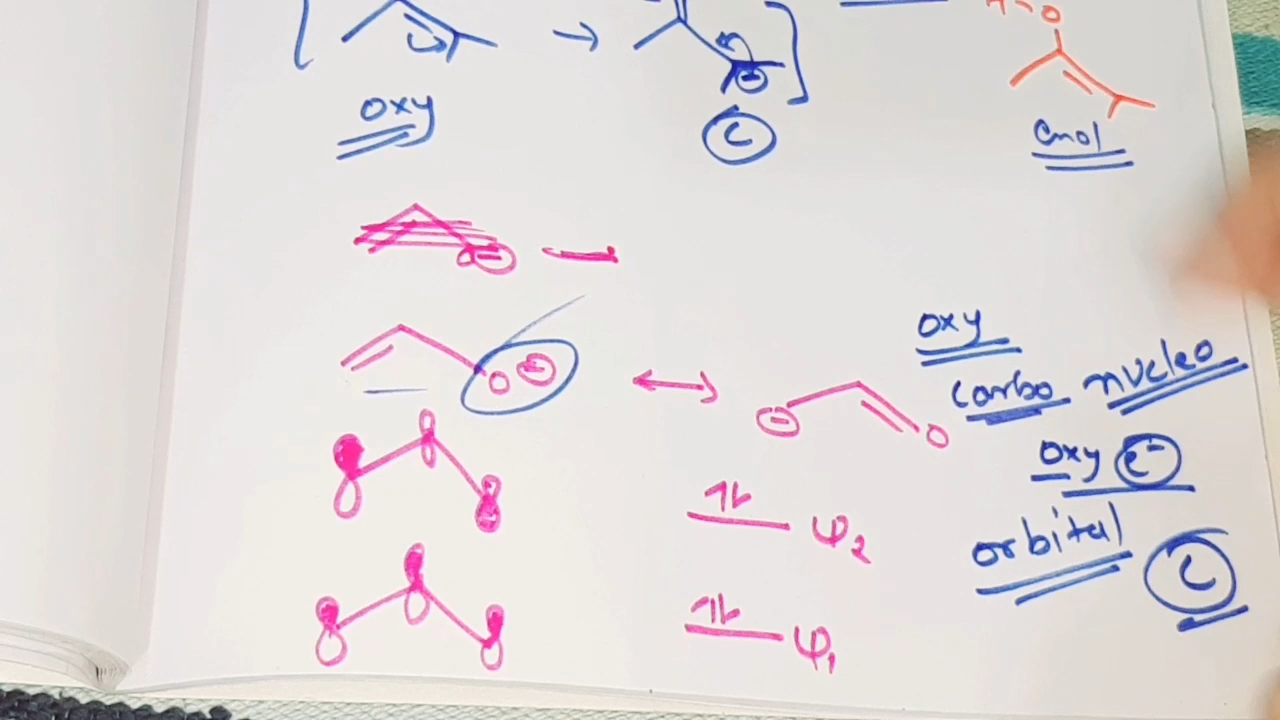 H-O
oxy
C
Enol
O ⊖
O ⊖
⊖ O
oxy
carbo nucleo
oxy e⁻
orbital C
ψ₂
ψ₁